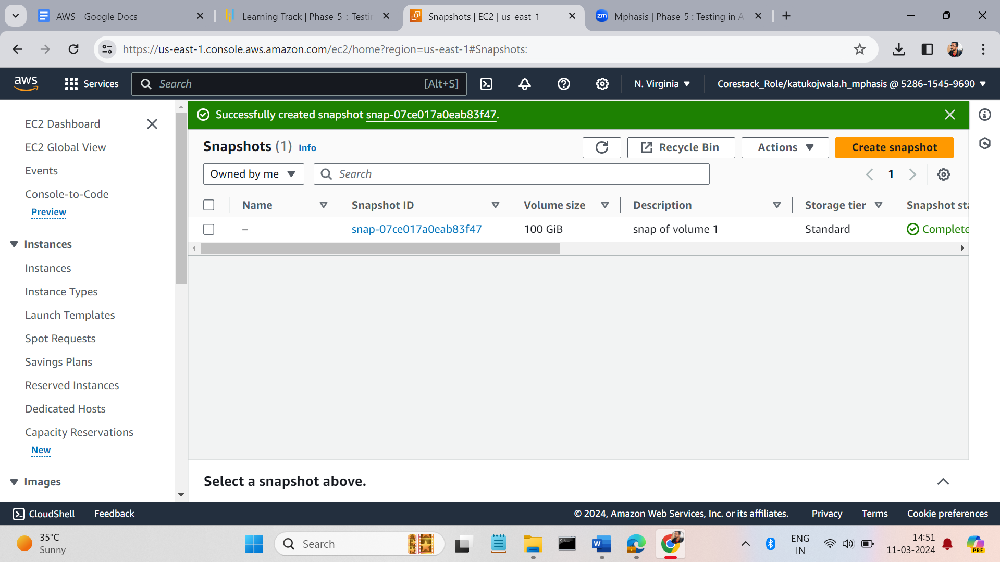 AWS - Google Docs
Learning Track | Phase-5-:-Testin
Snapshots | EC2 | us-east-1
zm
Mphasis | Phase-5 : Testing in A
https://us-east-1.console.aws.amazon.com/ec2/home?region=us-east-1#Snapshots:
aws
Services
Search
[Alt+S]
N. Virginia
Corestack_Role/katukojwala.h_mphasis @ 5286-1545-9690
EC2 Dashboard
EC2 Global View
Events
Console-to-Code
Preview
Instances
Instances
Instance Types
Launch Templates
Spot Requests
Savings Plans
Reserved Instances
Dedicated Hosts
Capacity Reservations
New
Images
Successfully created snapshot snap-07ce017a0eab83f47.
Snapshots (1) Info
Recycle Bin
Actions
Create snapshot
Owned by me
Search
1
Name
Snapshot ID
Volume size
Description
Storage tier
Snapshot sta
–
snap-07ce017a0eab83f47
100 GiB
snap of volume 1
Standard
Complete
Select a snapshot above.
CloudShell
Feedback
© 2024, Amazon Web Services, Inc. or its affiliates.
Privacy
Terms
Cookie preferences
35°C
Sunny
Search
ENG
IN
14:51
11-03-2024
PRE